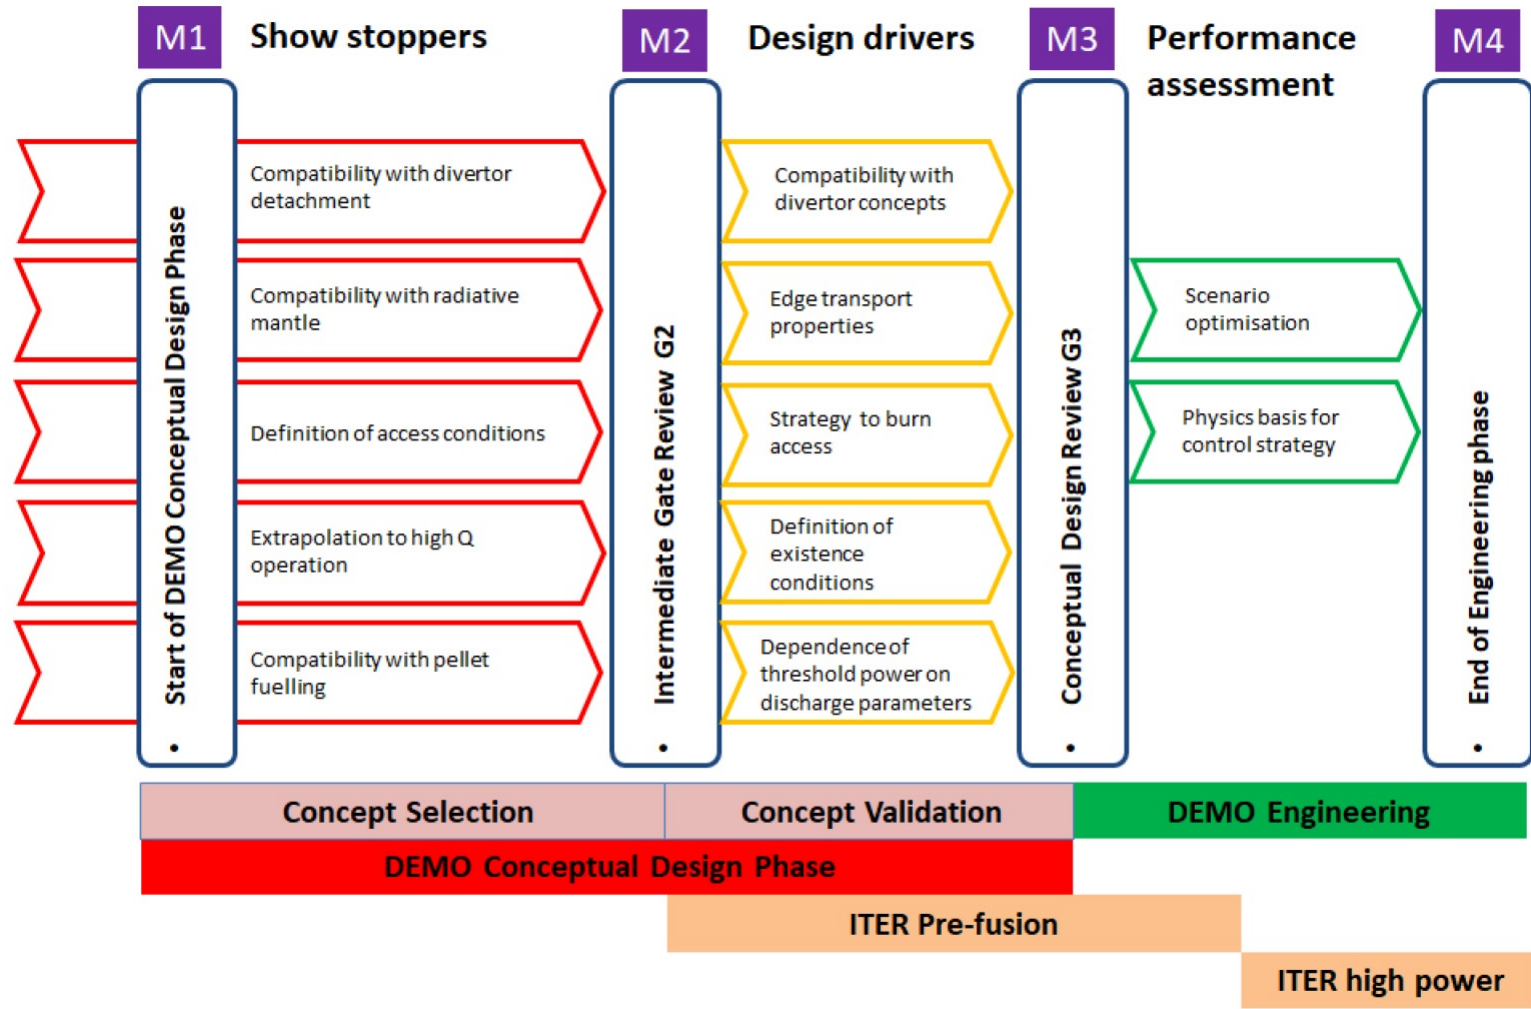 M1
Show stoppers
M2
Design drivers
M3
Performance
assessment
M4
Start of DEMO Conceptual Design Phase
•
Compatibility with divertor
detachment
Compatibility with radiative
mantle
Definition of access conditions
Extrapolation to high Q
operation
Compatibility with pellet
fuelling
Intermediate Gate Review G2
•
Compatibility with
divertor concepts
Edge transport
properties
Strategy to burn
access
Definition of
existence
conditions
Dependence of
threshold power on
discharge parameters
Conceptual Design Review G3
•
Scenario
optimisation
Physics basis for
control strategy
End of Engineering phase
•
Concept Selection
Concept Validation
DEMO Engineering
DEMO Conceptual Design Phase
ITER Pre-fusion
ITER high power